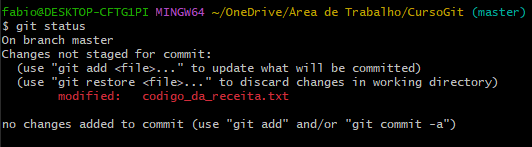 fabio@DESKTOP-CFTG1PI MINGW64 ~/OneDrive/Área de Trabalho/CursoGit (master)
$ git status
On branch master
Changes not staged for commit:
  (use "git add <file>..." to update what will be committed)
  (use "git restore <file>..." to discard changes in working directory)
        modified:   codigo_da_receita.txt

no changes added to commit (use "git add" and/or "git commit -a")